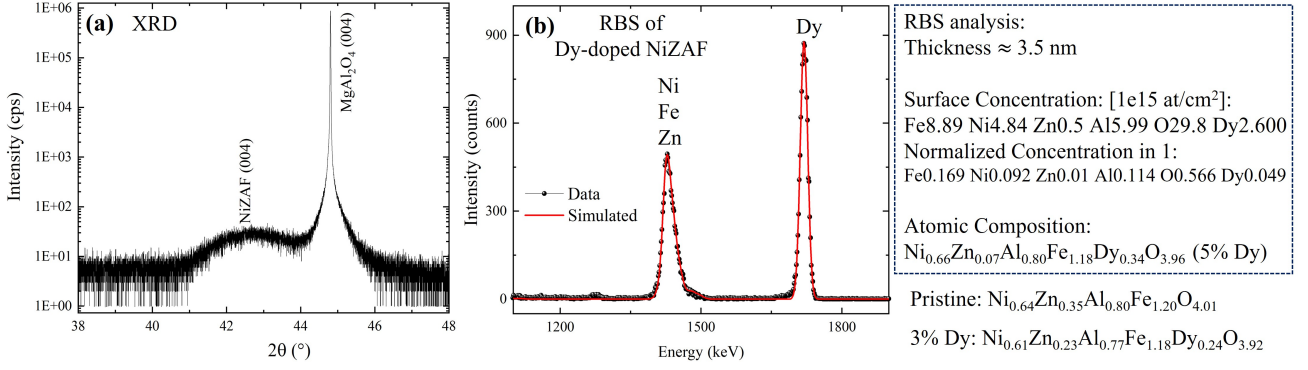 (a) XRD
1E+06
1E+05
1E+04
1E+03
1E+02
1E+01
1E+00
Intensity (cps)
NiZAF (004)
MgAl₂O₄ (004)
38 40 42 44 46 48
2θ (°)
(b) RBS of
Dy-doped NiZAF
Dy
Ni
Fe
Zn
Data
Simulated
900
600
300
0
Intensity (counts)
1200 1500 1800
Energy (keV)
RBS analysis:
Thickness ≈ 3.5 nm
Surface Concentration: [1e15 at/cm²]:
Fe8.89 Ni4.84 Zn0.5 Al5.99 O29.8 Dy2.600
Normalized Concentration in 1:
Fe0.169 Ni0.092 Zn0.01 Al0.114 O0.566 Dy0.049
Atomic Composition:
Ni₀.₆₆Zn₀.₀₇Al₀.₈₀Fe₁.₁₈Dy₀.₃₄O₃.₉₆ (5% Dy)
Pristine: Ni₀.₆₄Zn₀.₃₅Al₀.₈₀Fe₁.₂₀O₄.₀₁
3% Dy: Ni₀.₆₁Zn₀.₂₃Al₀.₇₇Fe₁.₁₈Dy₀.₂₄O₃.₉₂